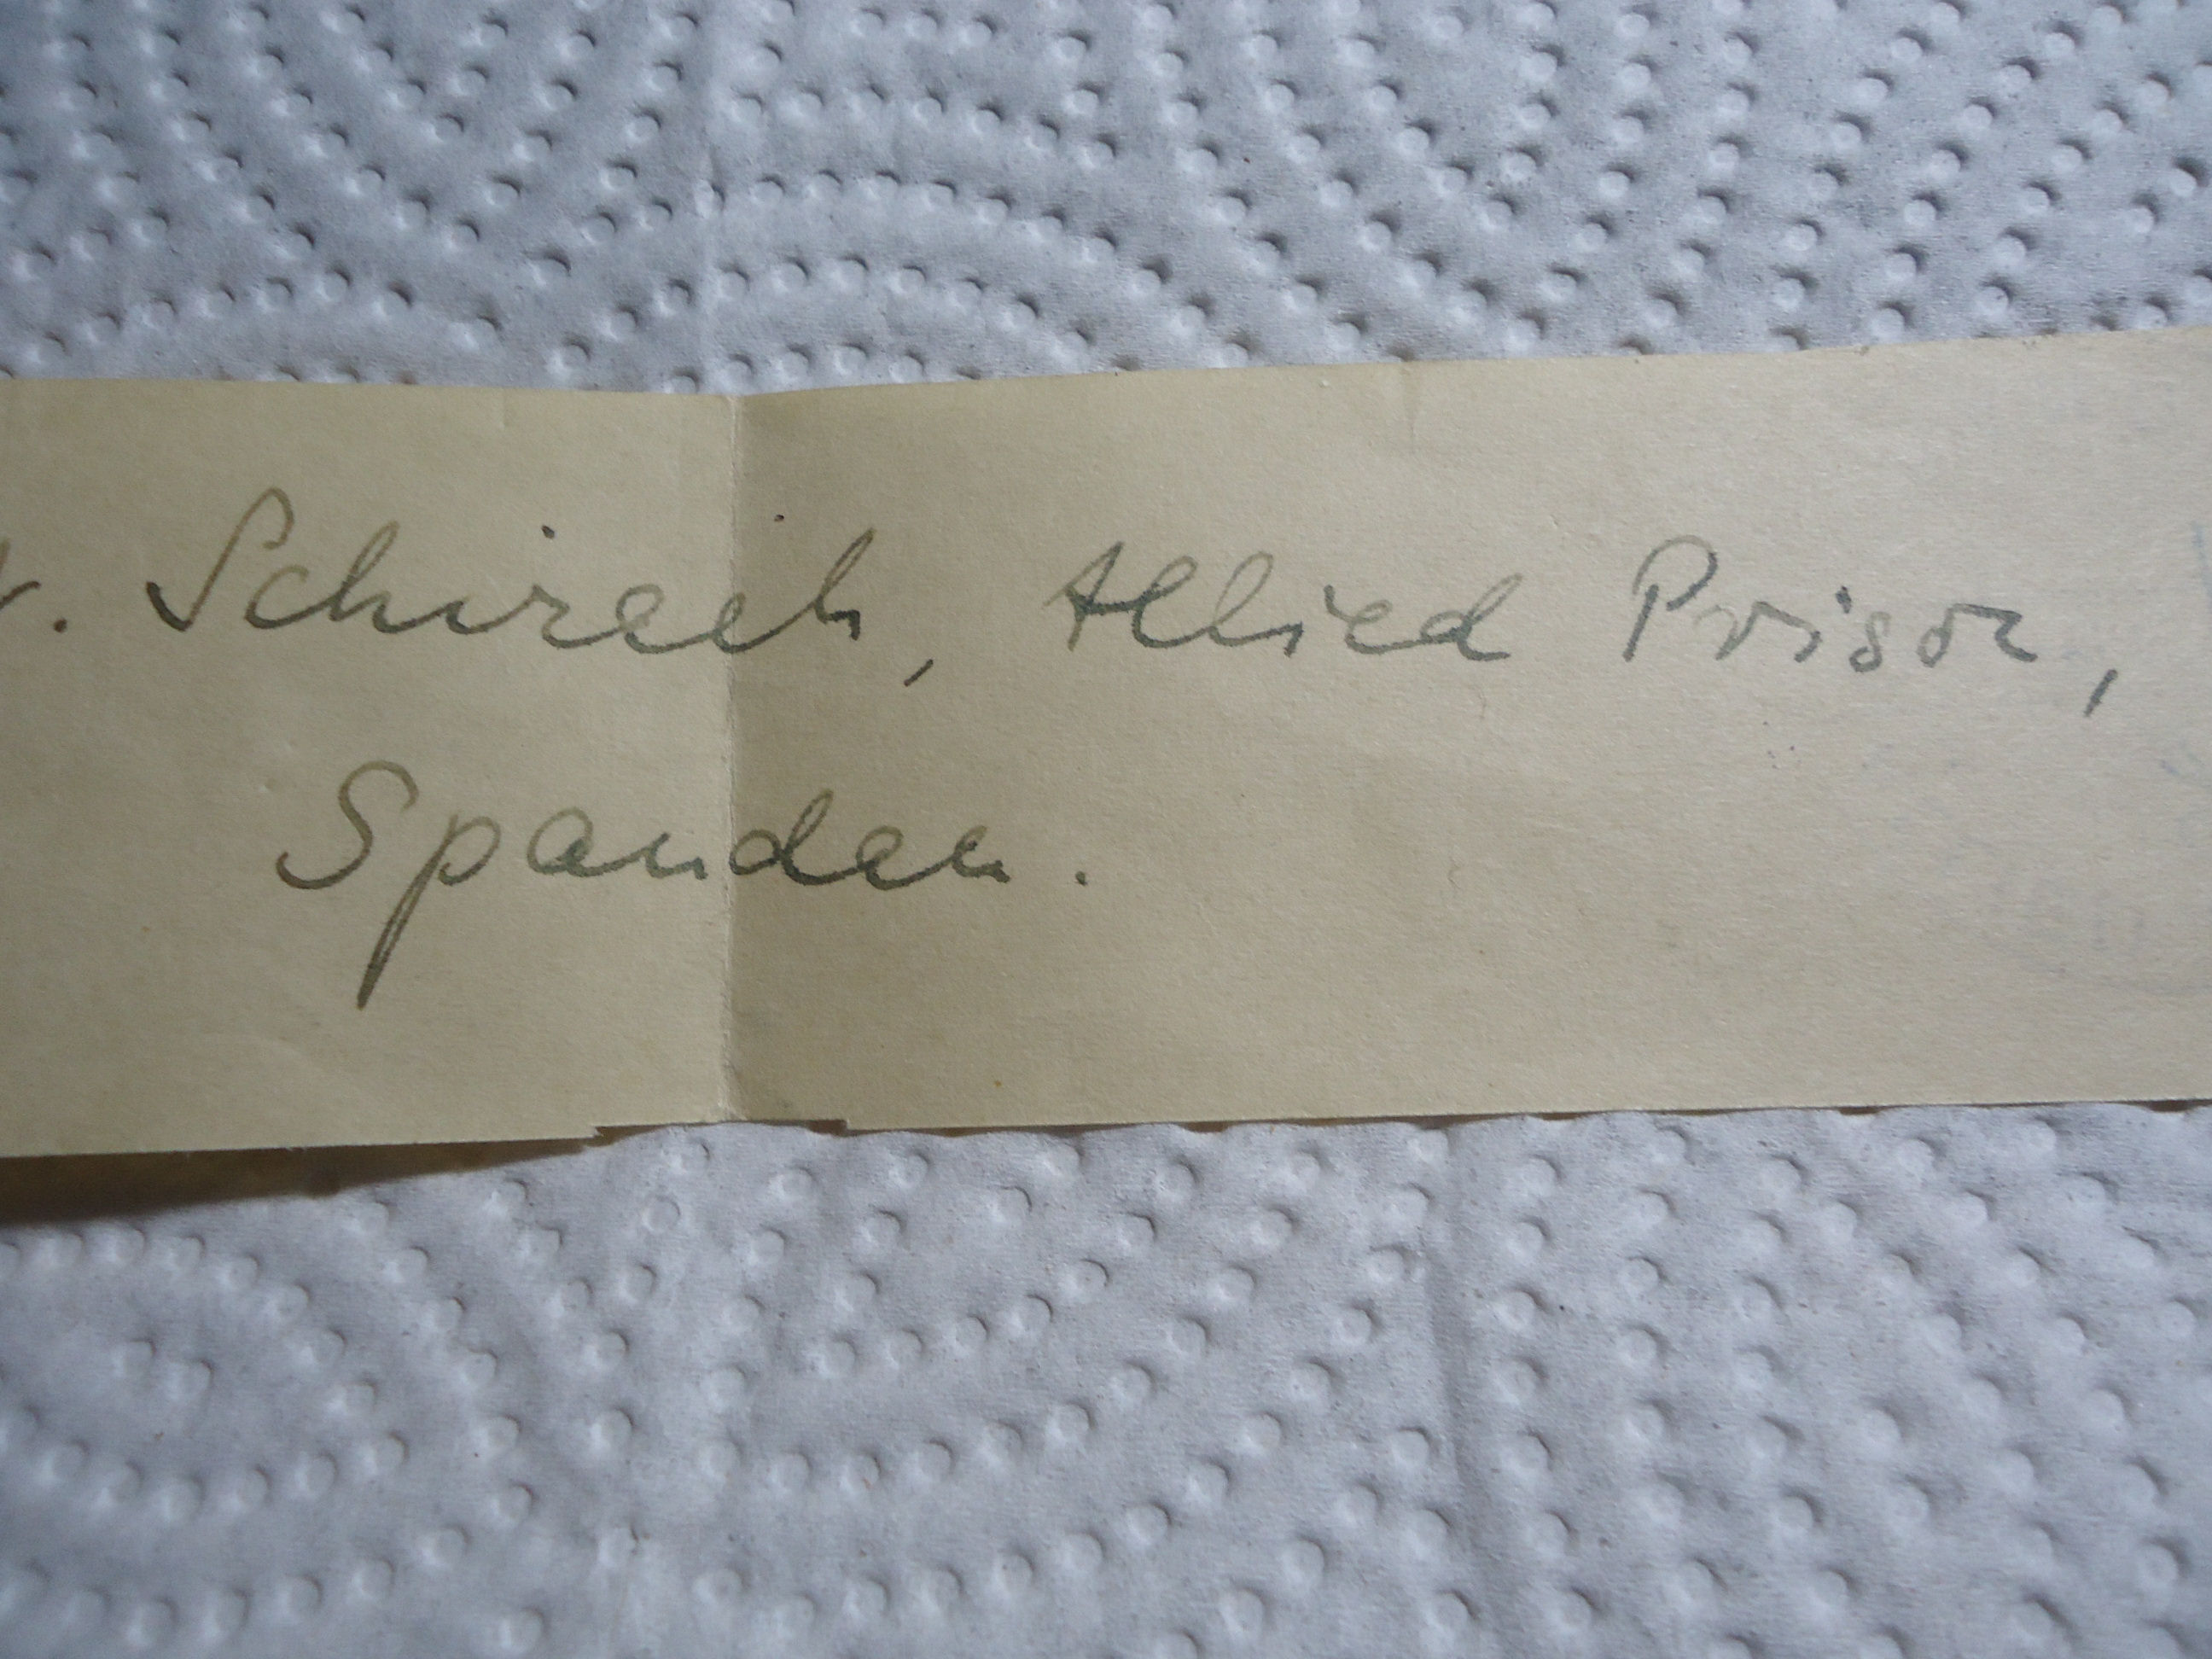 v. Schirach, Allied Prison,
Spandau.